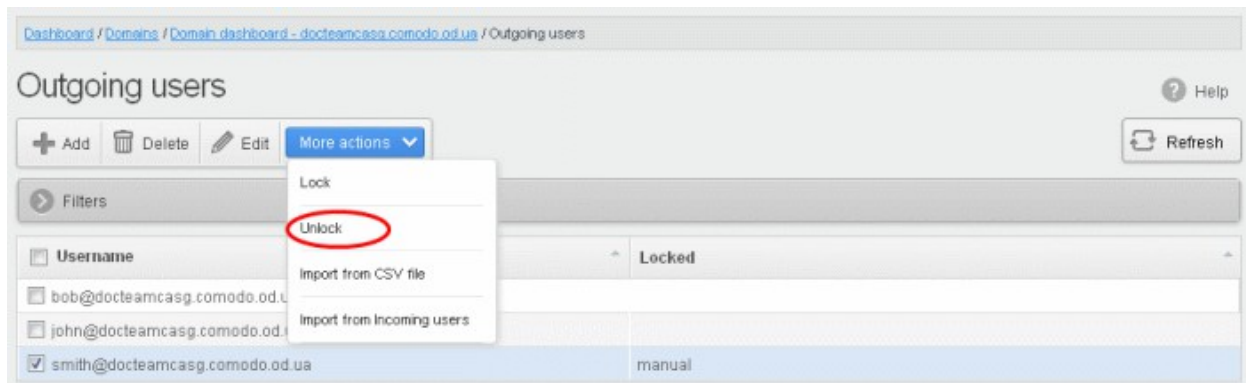 Dashboard / Domains / Domain dashboard - docteamcasg.comodo.od.ua / Outgoing users
Outgoing users
Help
Add Delete Edit More actions
Refresh
Lock
Filters
Unlock
Username Locked
Import from CSV file
bob@docteamcasg.comodo.od.u
Import from Incoming users
john@docteamcasg.comodo.od.
smith@docteamcasg.comodo.od.ua manual